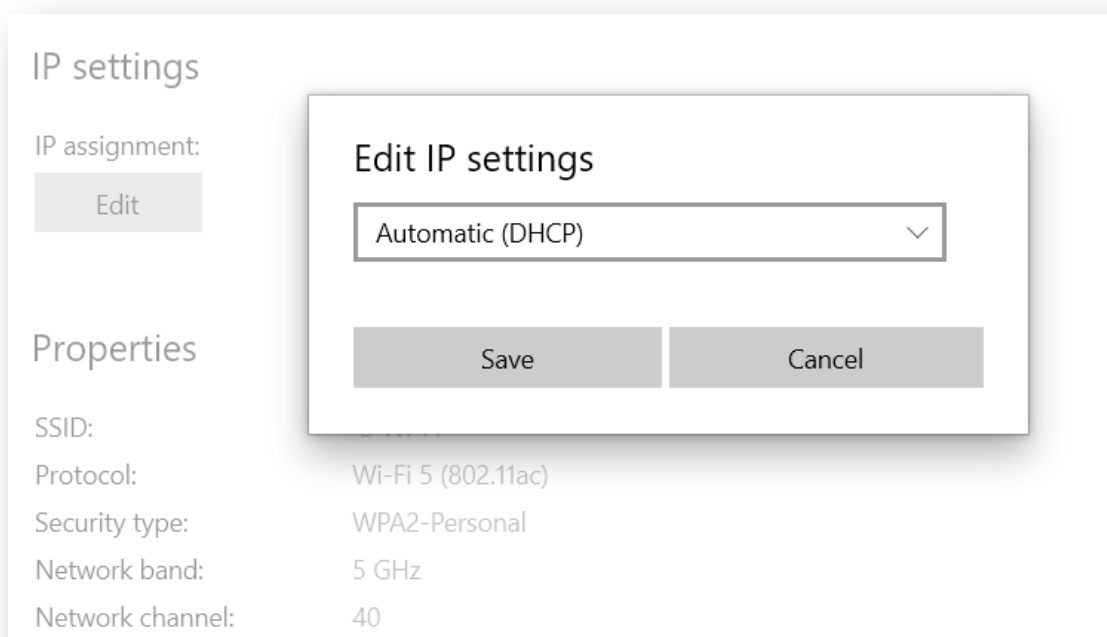 IP settings
IP assignment:
Edit
Edit IP settings
Automatic (DHCP)
Save
Cancel
Properties
SSID:
Protocol: Wi-Fi 5 (802.11ac)
Security type: WPA2-Personal
Network band: 5 GHz
Network channel: 40